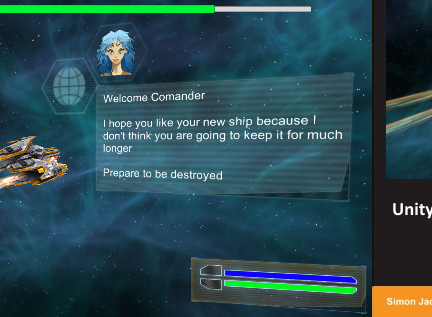 Welcome Comander
I hope you like your new ship because I
don't think you are going to keep it for much
longer
Prepare to be destroyed
Unity
Simon Jac